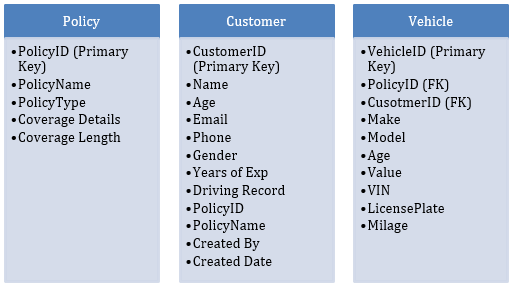 Policy
•PolicyID (Primary
Key)
•PolicyName
•PolicyType
•Coverage Details
•Coverage Length
Customer
•CustomerID
(Primary Key)
•Name
•Age
•Email
•Phone
•Gender
•Years of Exp
•Driving Record
•PolicyID
•PolicyName
•Created By
•Created Date
Vehicle
•VehicleID (Primary
Key)
•PolicyID (FK)
•CusotmerID (FK)
•Make
•Model
•Age
•Value
•VIN
•LicensePlate
•Milage